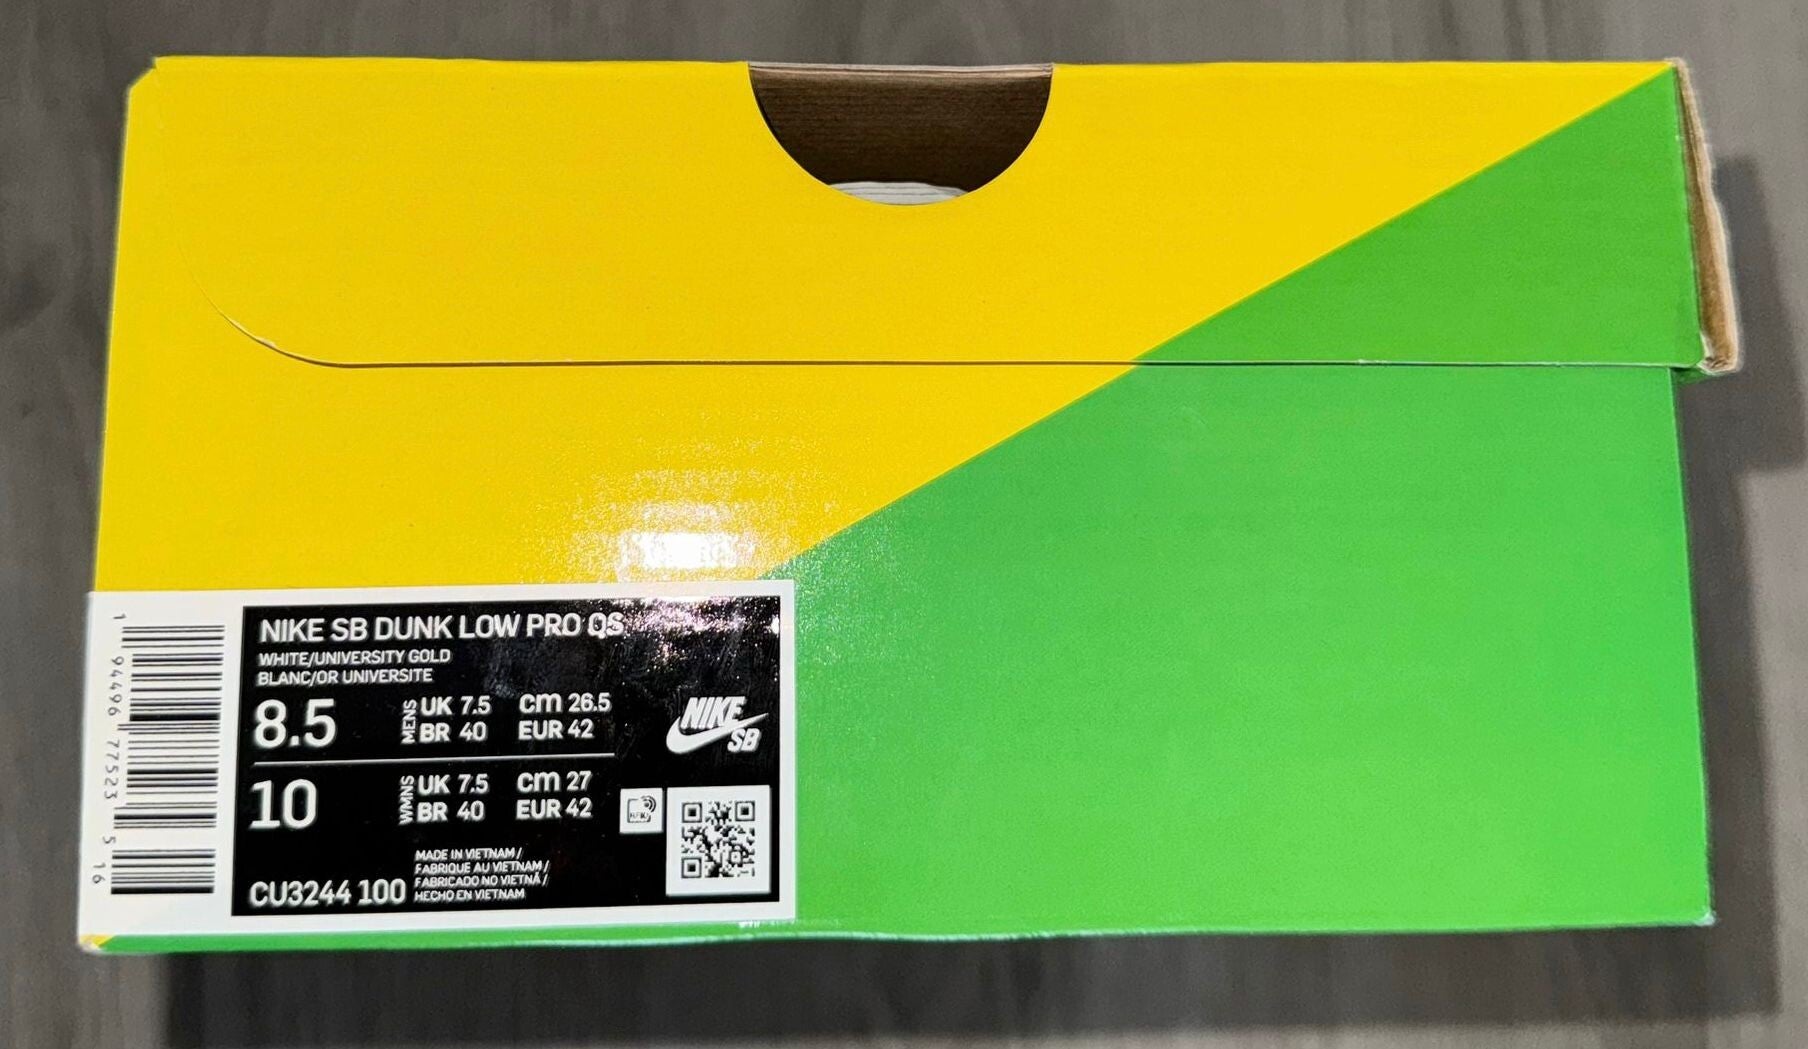 NIKE SB DUNK LOW PRO QS
WHITE/UNIVERSITY GOLD
BLANC/OR UNIVERSITE
8.5 MENS UK 7.5 cm 26.5
BR 40 EUR 42
10 WMNS UK 7.5 cm 27
BR 40 EUR 42
NIKE
SB
MADE IN VIETNAM /
FABRIQUE AU VIETNAM /
FABRICADO NO VIETNÃ /
HECHO EN VIETNAM
CU3244 100
1 94496 77523 5 16